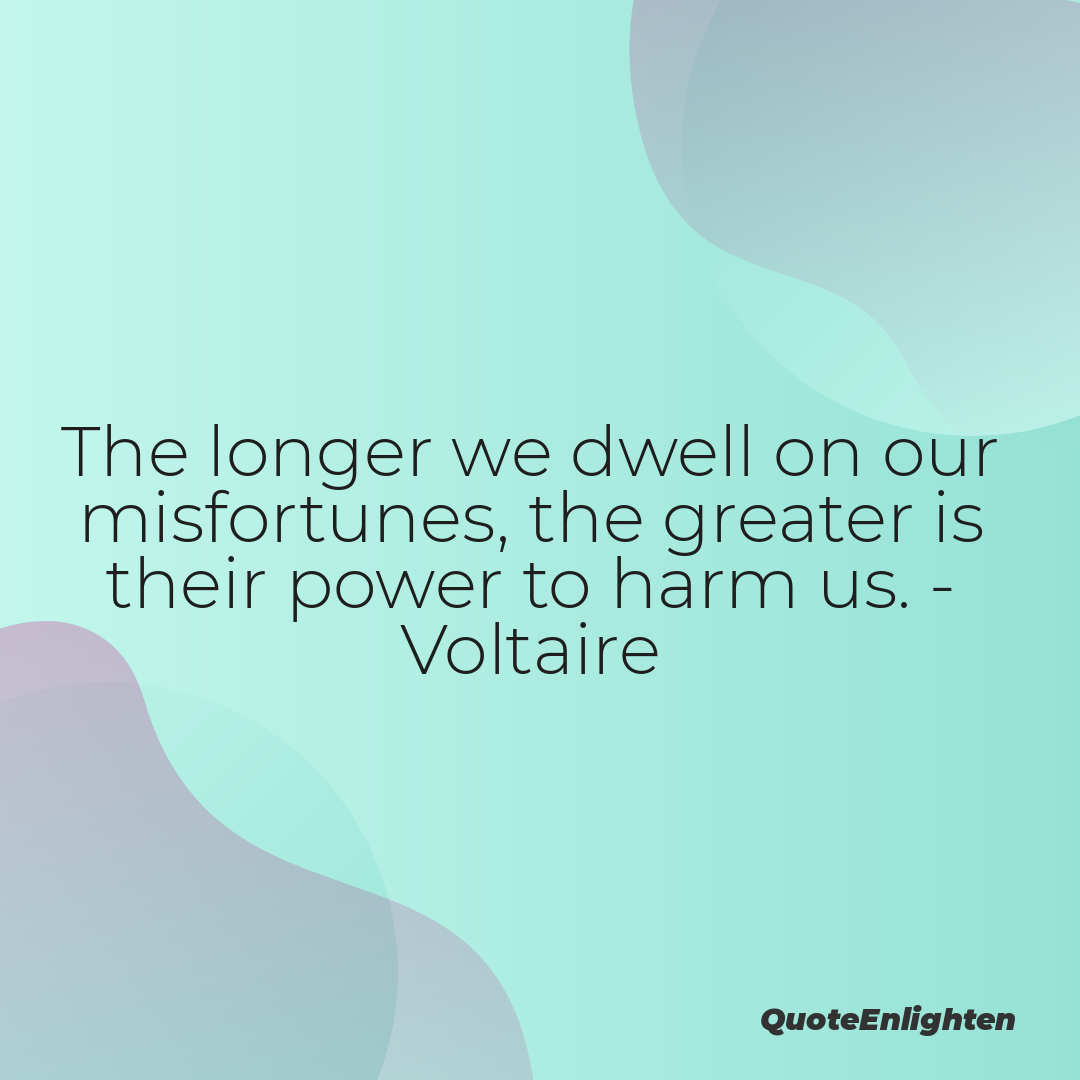 The longer we dwell on our
misfortunes, the greater is
their power to harm us. -
Voltaire
QuoteEnlighten